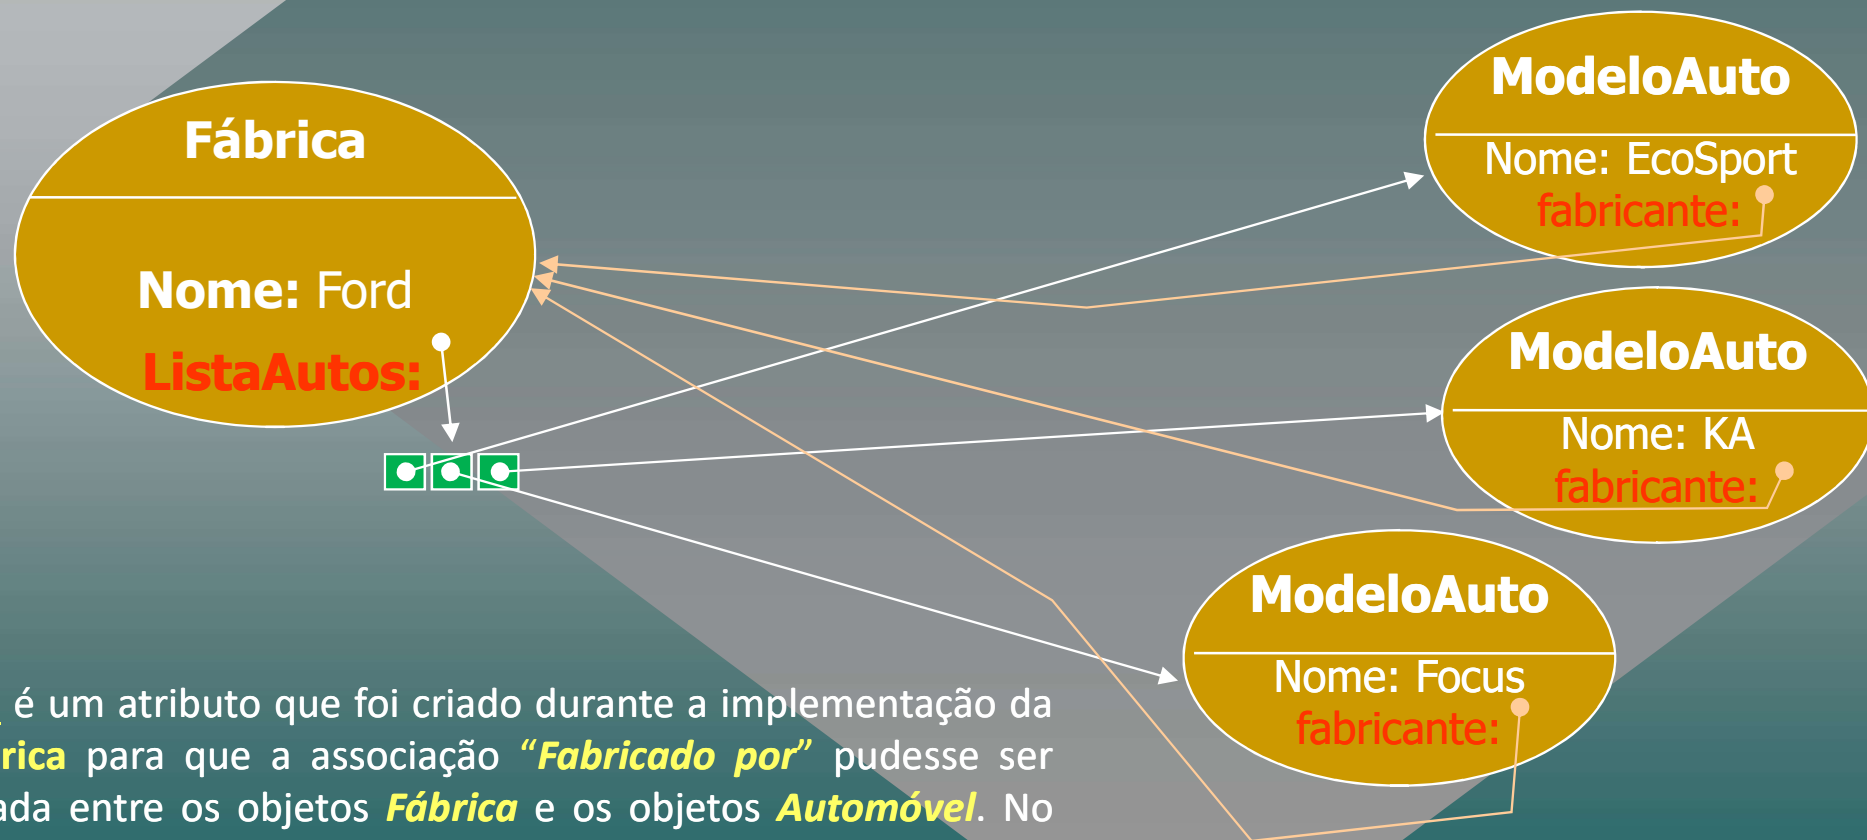 Fábrica
Nome: Ford
ListaAutos:
ModeloAuto
Nome: EcoSport
fabricante:
ModeloAuto
Nome: KA
fabricante:
ModeloAuto
Nome: Focus
fabricante:
é um atributo que foi criado durante a implementação da
rica para que a associação “Fabricado por” pudesse ser
ada entre os objetos Fábrica e os objetos Automóvel. No